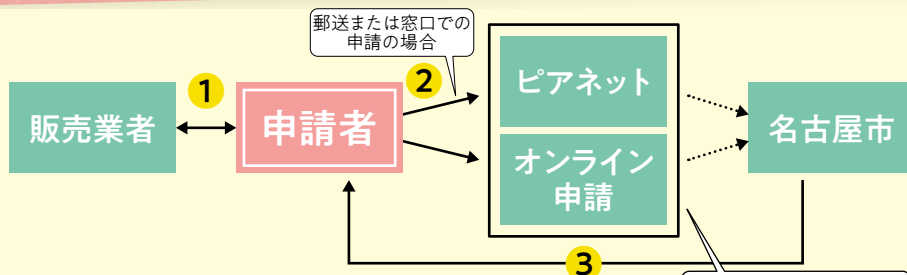 郵送または窓口での
申請の場合
1
2
販売業者
申請者
ピアネット
オンライン
申請
名古屋市
3